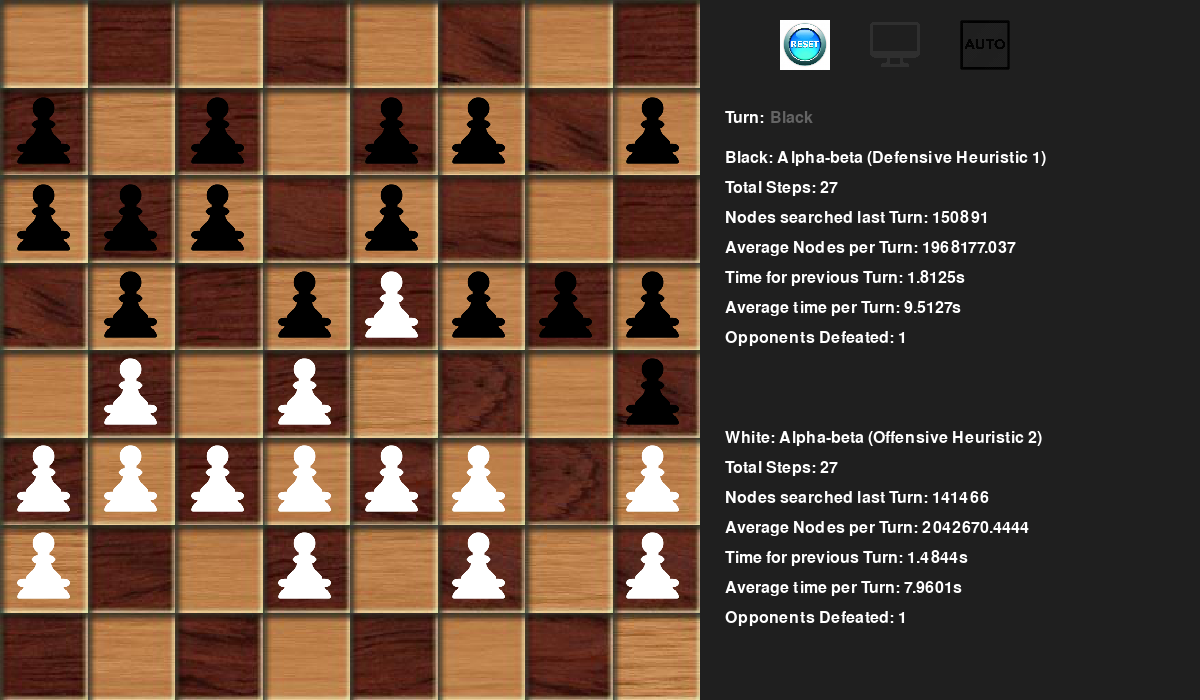 RESET
AUTO
Turn: Black
Black: Alpha-beta (Defensive Heuristic 1)
Total Steps: 27
Nodes searched last Turn: 150891
Average Nodes per Turn: 1968177.037
Time for previous Turn: 1.8125s
Average time per Turn: 9.5127s
Opponents Defeated: 1
White: Alpha-beta (Offensive Heuristic 2)
Total Steps: 27
Nodes searched last Turn: 141466
Average Nodes per Turn: 2042670.4444
Time for previous Turn: 1.4844s
Average time per Turn: 7.9601s
Opponents Defeated: 1